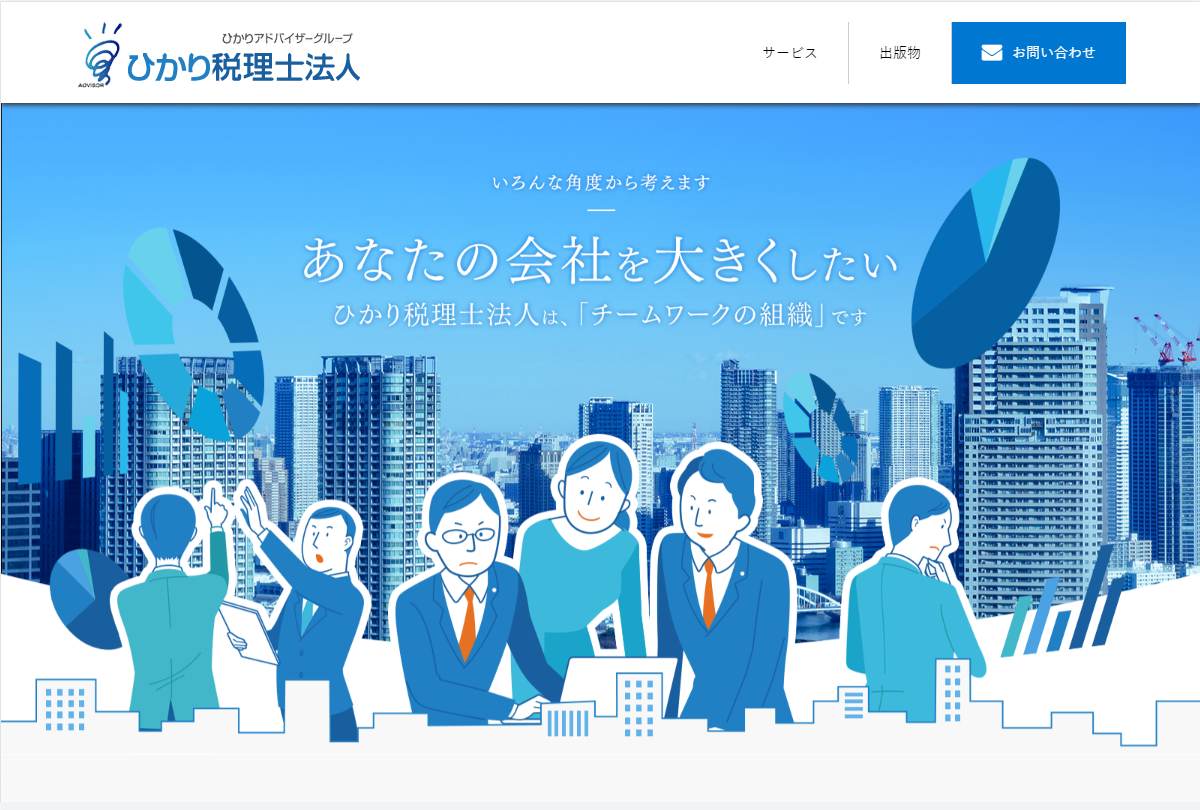 ひかりアドバイザーグループ
ひかり税理士法人
ADVISOR
サービス
出版物
お問い合わせ
いろんな角度から考えます
あなたの会社を大きくしたい
ひかり税理士法人は、「チームワークの組織」です